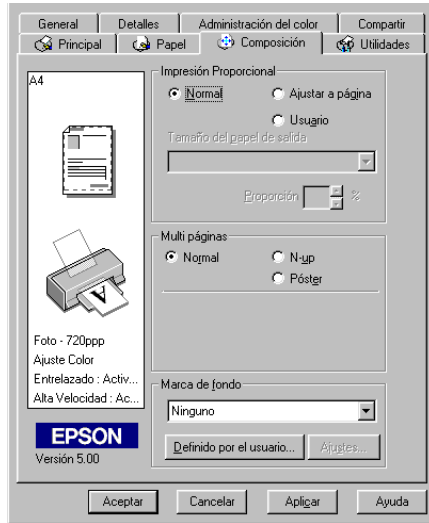 General Detalles Administración del color Compartir
Principal Papel Composición Utilidades
A4
Foto - 720ppp
Ajuste Color
Entrelazado : Activ...
Alta Velocidad : Ac...
EPSON
Versión 5.00
Impresión Proporcional
Normal Ajustar a página
Usuario
Tamaño del papel de salida
Proporción %
Multi páginas
Normal N-up
Póster
Marca de fondo
Ninguno
Definido por el usuario... Ajustes...
Aceptar Cancelar Aplicar Ayuda